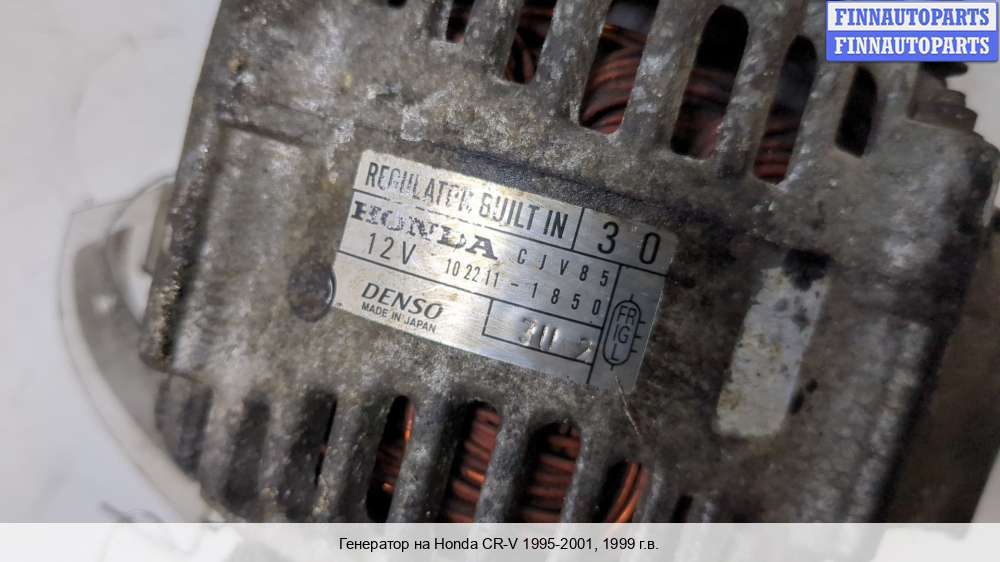 FINNAUTOPARTS
FINNAUTOPARTS
REGULATOR BUILT IN 30
HONDA CJV85
12V 102211-1850
DENSO
MADE IN JAPAN
FR
IG
L
Генератор на Honda CR-V 1995-2001, 1999 г.в.